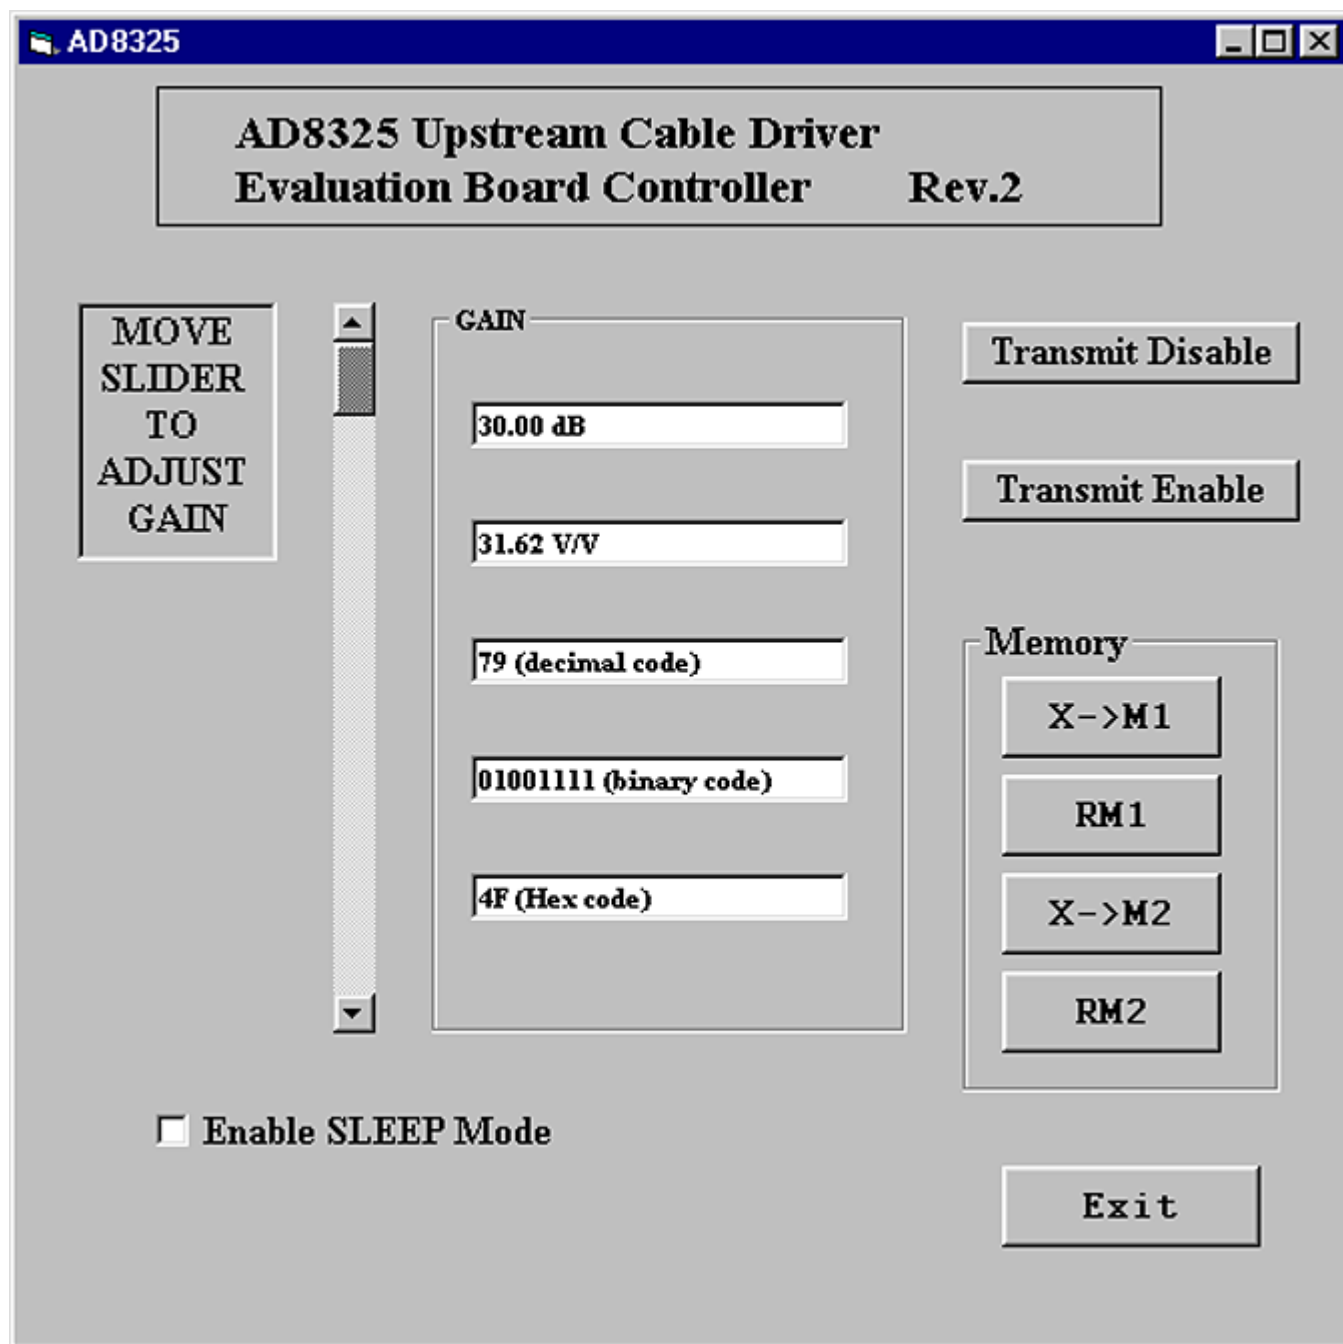 AD8325
AD8325 Upstream Cable Driver
Evaluation Board Controller Rev.2
MOVE
SLIDER
TO
ADJUST
GAIN
GAIN
30.00 dB
31.62 V/V
79 (decimal code)
01001111 (binary code)
4F (Hex code)
Transmit Disable
Transmit Enable
Memory
X->M1
RM1
X->M2
RM2
Enable SLEEP Mode
Exit